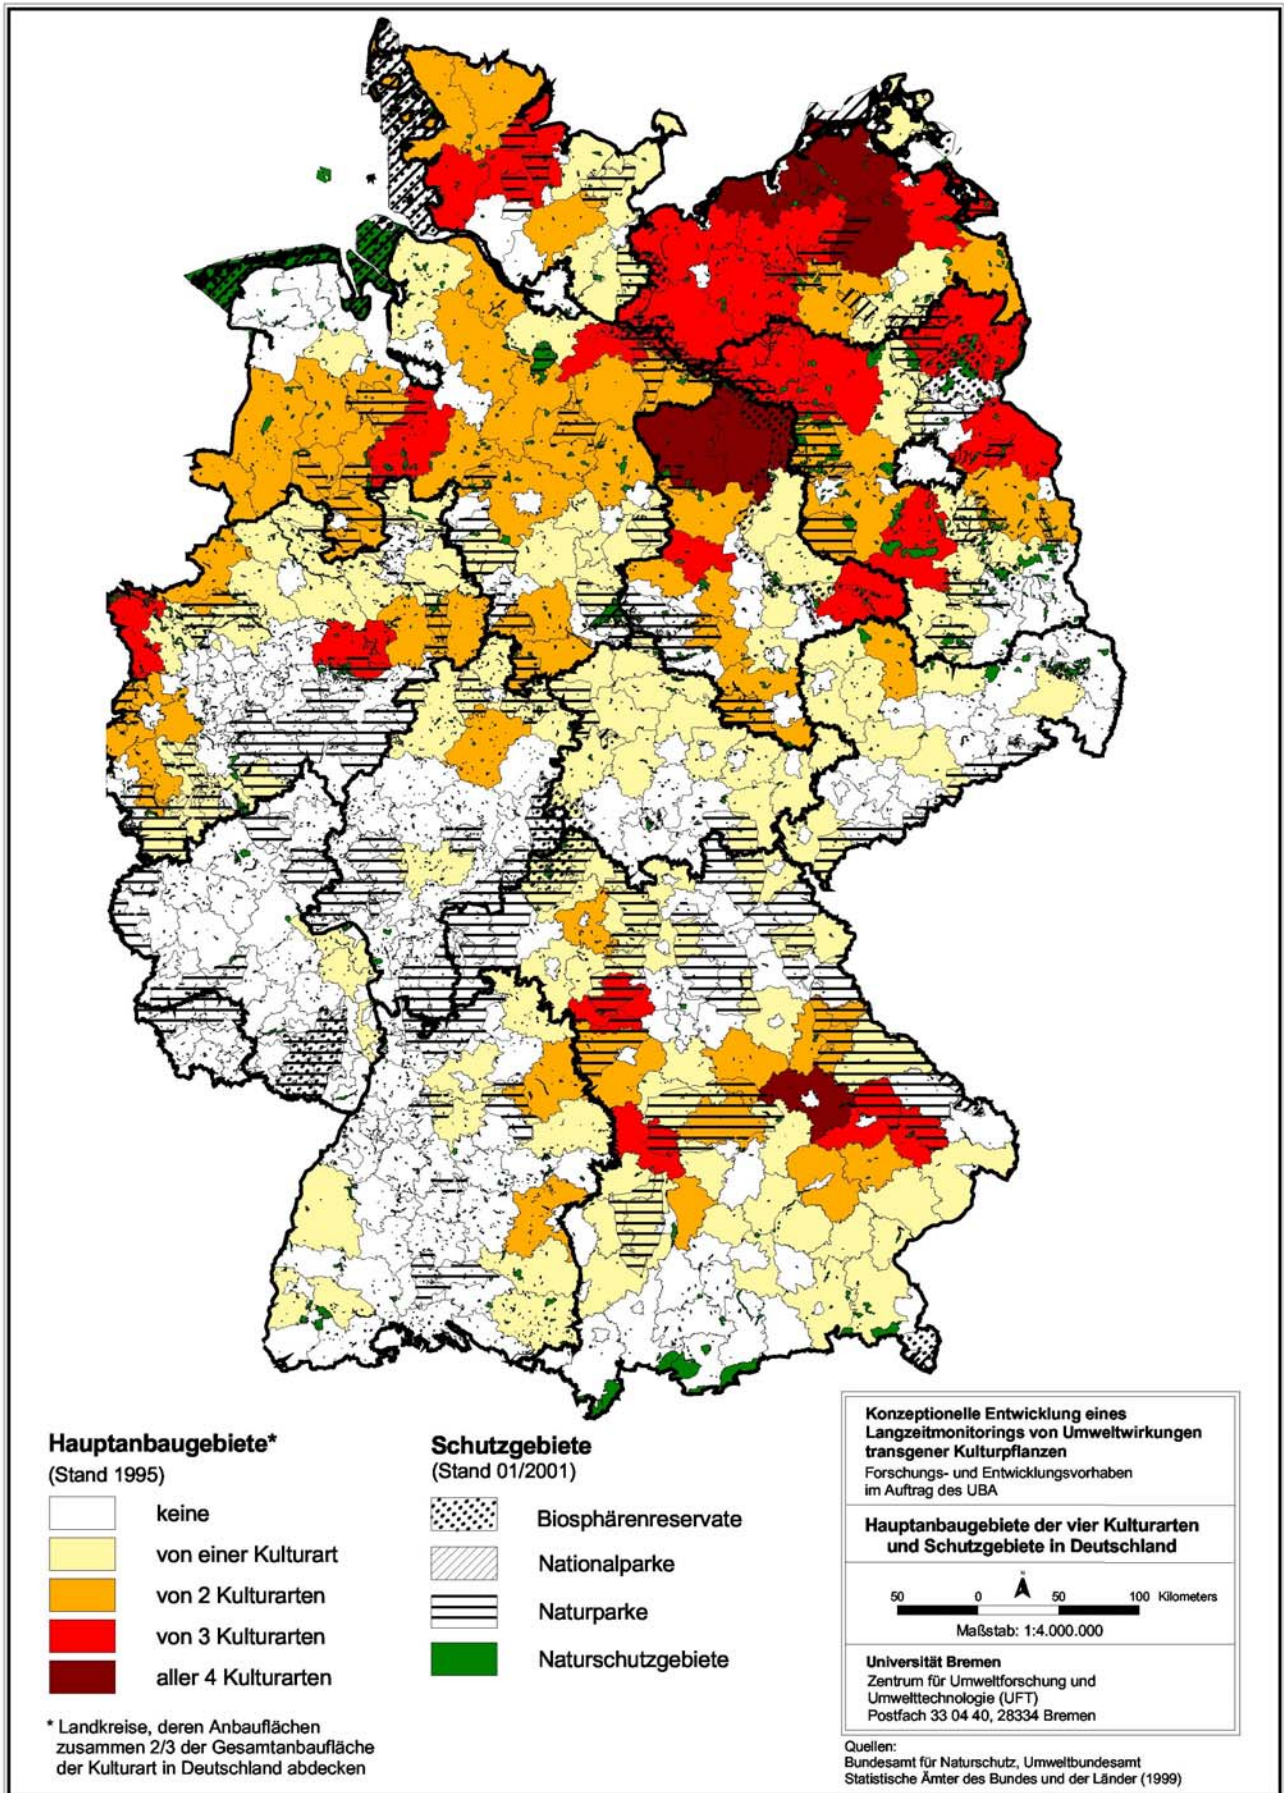 Hauptanbaugebiete*
(Stand 1995)
keine
von einer Kulturart
von 2 Kulturarten
von 3 Kulturarten
aller 4 Kulturarten
* Landkreise, deren Anbauflächen
zusammen 2/3 der Gesamtanbaufläche
der Kulturart in Deutschland abdecken
Schutzgebiete
(Stand 01/2001)
Biosphärenreservate
Nationalparke
Naturparke
Naturschutzgebiete
Konzeptionelle Entwicklung eines
Langzeitmonitorings von Umweltwirkungen
transgener Kulturpflanzen
Forschungs- und Entwicklungsvorhaben
im Auftrag des UBA
Hauptanbaugebiete der vier Kulturarten
und Schutzgebiete in Deutschland
N
50 0 50 100 Kilometers
Maßstab: 1:4.000.000
Universität Bremen
Zentrum für Umweltforschung und
Umwelttechnologie (UFT)
Postfach 33 04 40, 28334 Bremen
Quellen:
Bundesamt für Naturschutz, Umweltbundesamt
Statistische Ämter des Bundes und der Länder (1999)